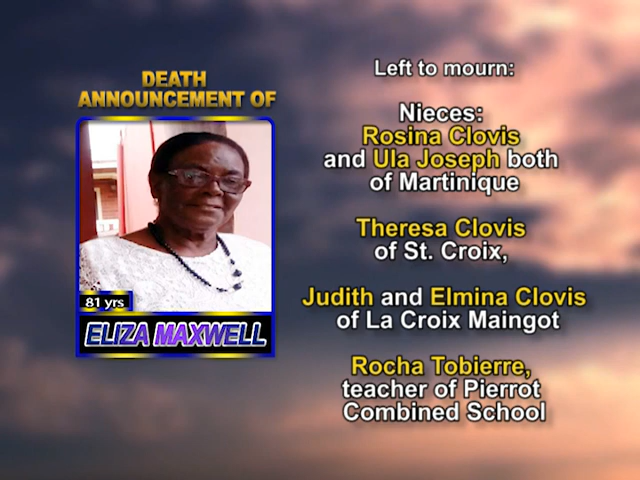 DEATH
ANNOUNCEMENT OF
81 yrs
ELIZA MAXWELL
Left to mourn:
Nieces:
Rosina Clovis
and Ula Joseph both
of Martinique
Theresa Clovis
of St. Croix,
Judith and Elmina Clovis
of La Croix Maingot
Rocha Tobierre,
teacher of Pierrot
Combined School